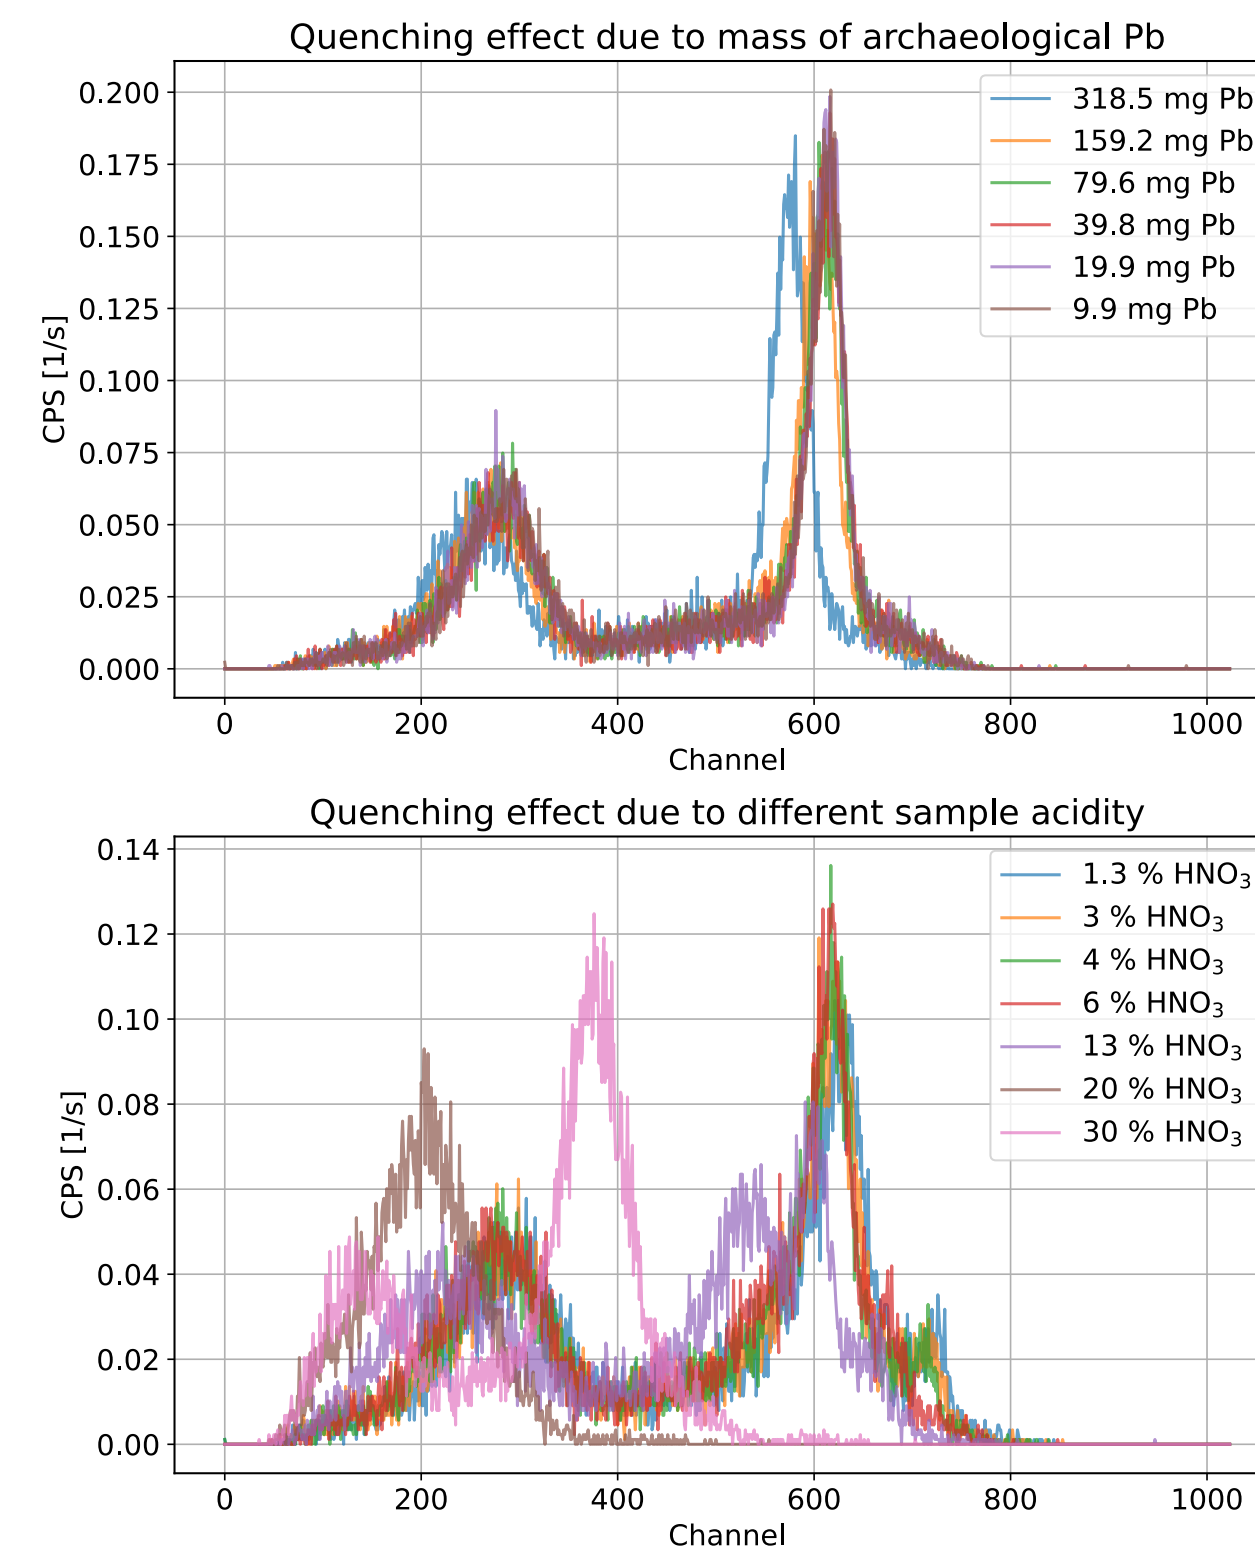 Quenching effect due to mass of archaeological Pb
0.200
0.175
0.150
0.125
0.100
0.075
0.050
0.025
0.000
CPS [1/s]
318.5 mg Pb
159.2 mg Pb
79.6 mg Pb
39.8 mg Pb
19.9 mg Pb
9.9 mg Pb
0 200 400 600 800 1000
Channel
Quenching effect due to different sample acidity
0.14
0.12
0.10
0.08
0.06
0.04
0.02
0.00
CPS [1/s]
1.3 % HNO₃
3 % HNO₃
4 % HNO₃
6 % HNO₃
13 % HNO₃
20 % HNO₃
30 % HNO₃
0 200 400 600 800 1000
Channel